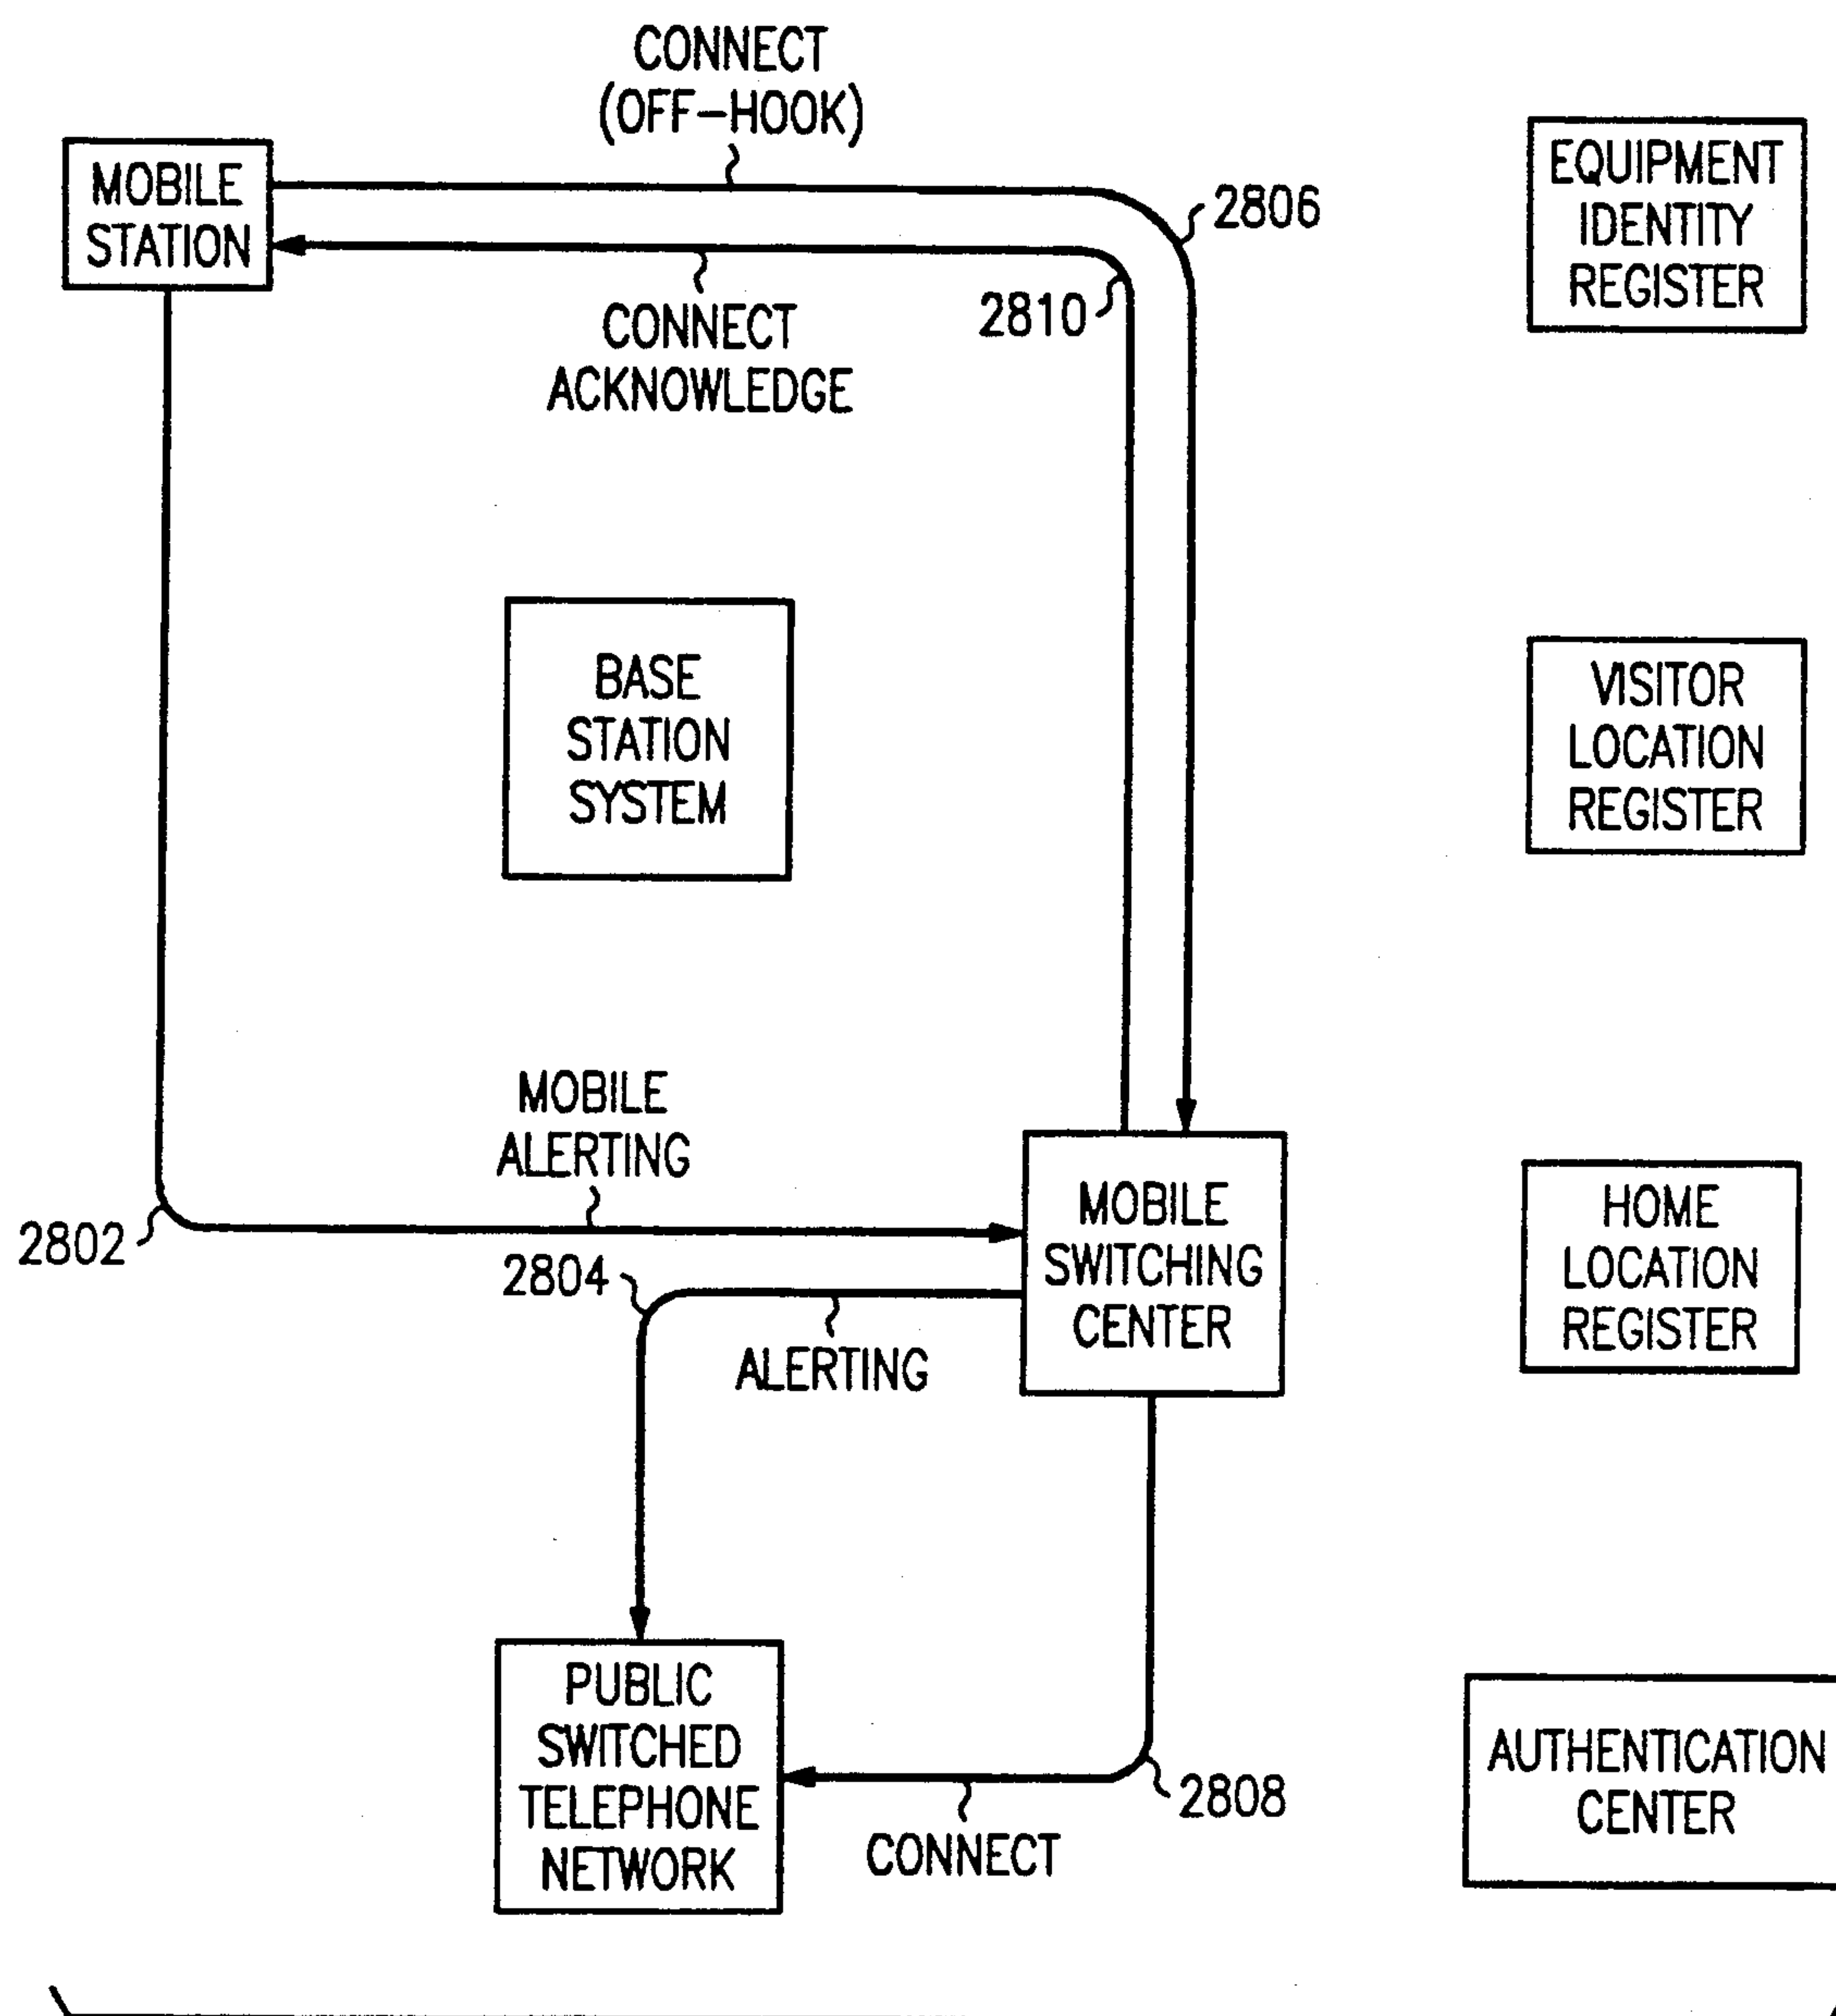 CONNECT
(OFF-HOOK)
MOBILE
STATION
2806
EQUIPMENT
IDENTITY
REGISTER
2810
CONNECT
ACKNOWLEDGE
BASE
STATION
SYSTEM
VISITOR
LOCATION
REGISTER
MOBILE
ALERTING
2802
2804
ALERTING
MOBILE
SWITCHING
CENTER
HOME
LOCATION
REGISTER
PUBLIC
SWITCHED
TELEPHONE
NETWORK
CONNECT
2808
AUTHENTICATION
CENTER